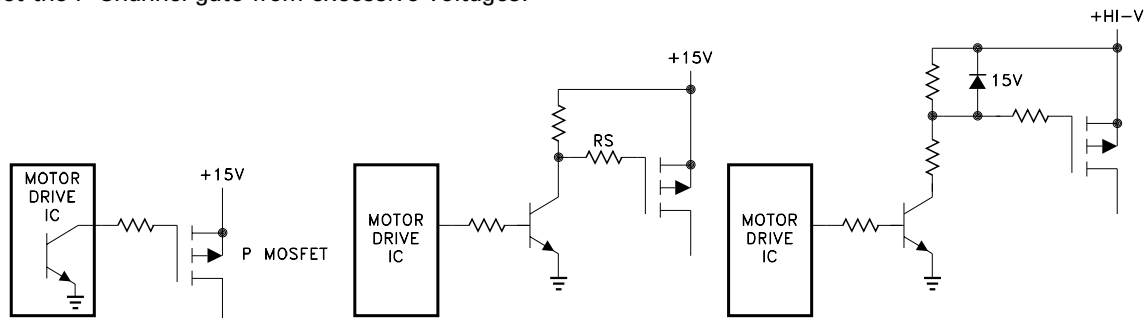 the P-Channel gate from excessive voltages.
+HI-V
+15V
15V
RS
MOTOR
DRIVE
IC
+15V
P MOSFET
MOTOR
DRIVE
IC
MOTOR
DRIVE
IC